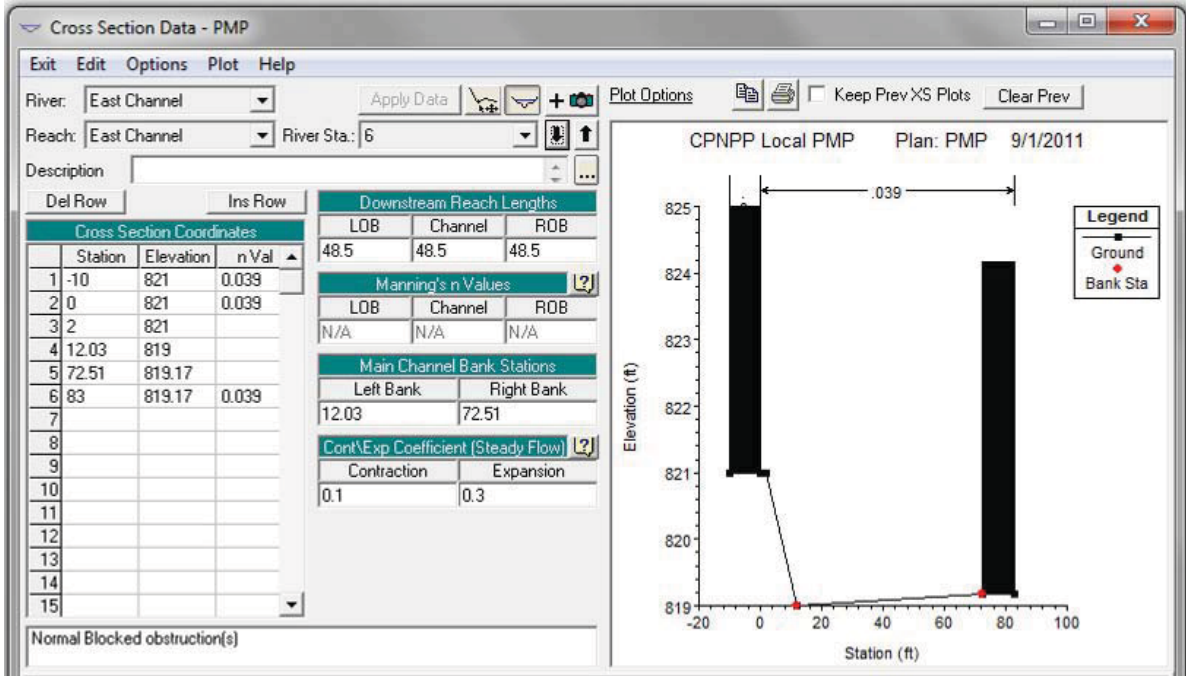 Cross Section Data - PMP
Exit Edit Options Plot Help
River: East Channel
Apply Data
Plot Options
Keep Prev XS Plots
Clear Prev
Reach: East Channel
River Sta.: 6
Description
...
Del Row
Ins Row
Cross Section Coordinates
Station Elevation n Val
1 -10 821 0.039
2 0 821 0.039
3 2 821
4 12.03 819
5 72.51 819.17
6 83 819.17 0.039
7
8
9
10
11
12
13
14
15
Downstream Reach Lengths
LOB Channel ROB
48.5 48.5 48.5
Manning's n Values
LOB Channel ROB
N/A N/A N/A
Main Channel Bank Stations
Left Bank Right Bank
12.03 72.51
Cont\Exp Coefficient (Steady Flow)
Contraction Expansion
0.1 0.3
Normal Blocked obstruction(s)
CPNPP Local PMP Plan: PMP 9/1/2011
.039
825
824
823
822
821
820
819
Elevation (ft)
-20 0 20 40 60 80 100
Station (ft)
Legend
Ground
Bank Sta